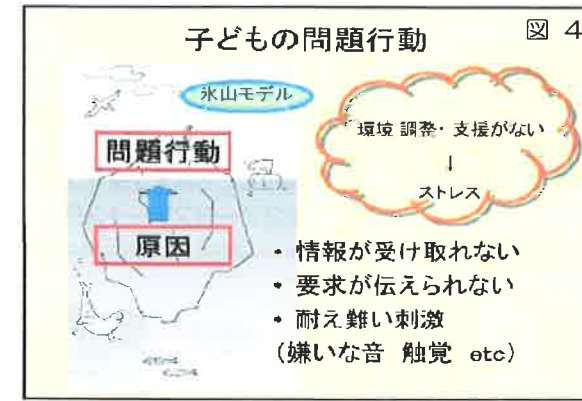 子どもの問題行動
図 4
氷山モデル
問題行動
原因
環境 調整・支援がない
↓
ストレス
・ 情報が受け取れない
・ 要求が伝えられない
・ 耐え難い刺激
（嫌いな音 触覚 etc）